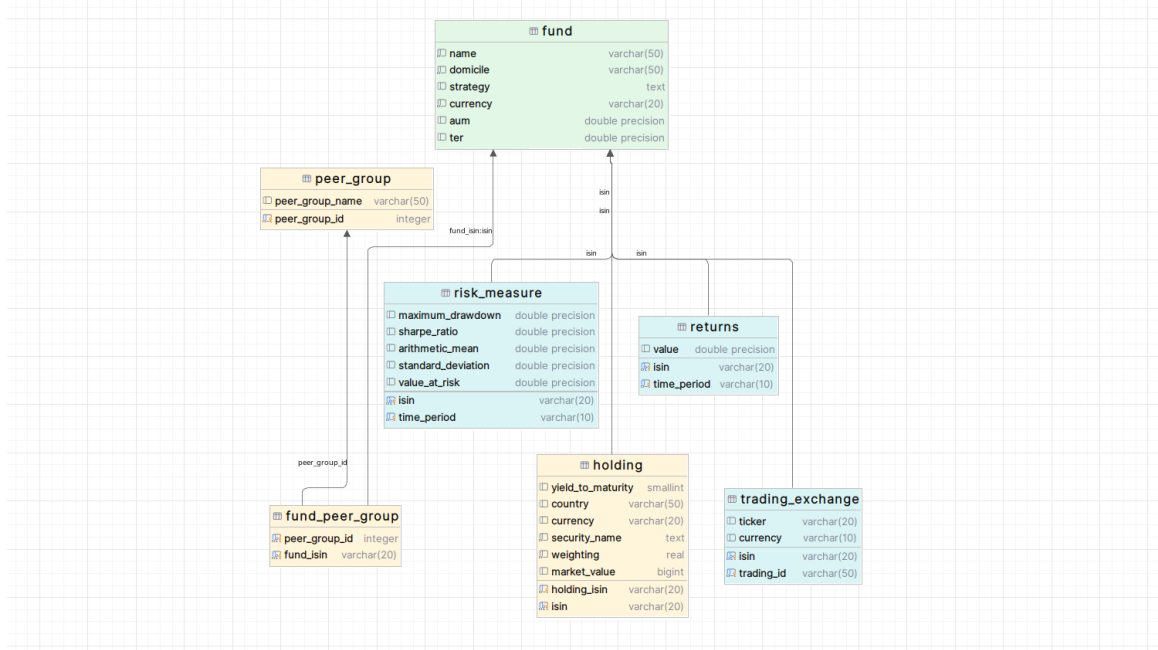 fund
name varchar(50)
domicile varchar(50)
strategy text
currency varchar(20)
aum double precision
ter double precision
peer_group
peer_group_name varchar(50)
peer_group_id integer
isin
isin
fund_isin:isin
isin isin
risk_measure
maximum_drawdown double precision
sharpe_ratio double precision
arithmetic_mean double precision
standard_deviation double precision
value_at_risk double precision
isin varchar(20)
time_period varchar(10)
returns
value double precision
isin varchar(20)
time_period varchar(10)
peer_group_id
fund_peer_group
peer_group_id integer
fund_isin varchar(20)
holding
yield_to_maturity smallint
country varchar(50)
currency varchar(20)
security_name text
weighting real
market_value bigint
holding_isin varchar(20)
isin varchar(20)
trading_exchange
ticker varchar(20)
currency varchar(10)
isin varchar(20)
trading_id varchar(50)